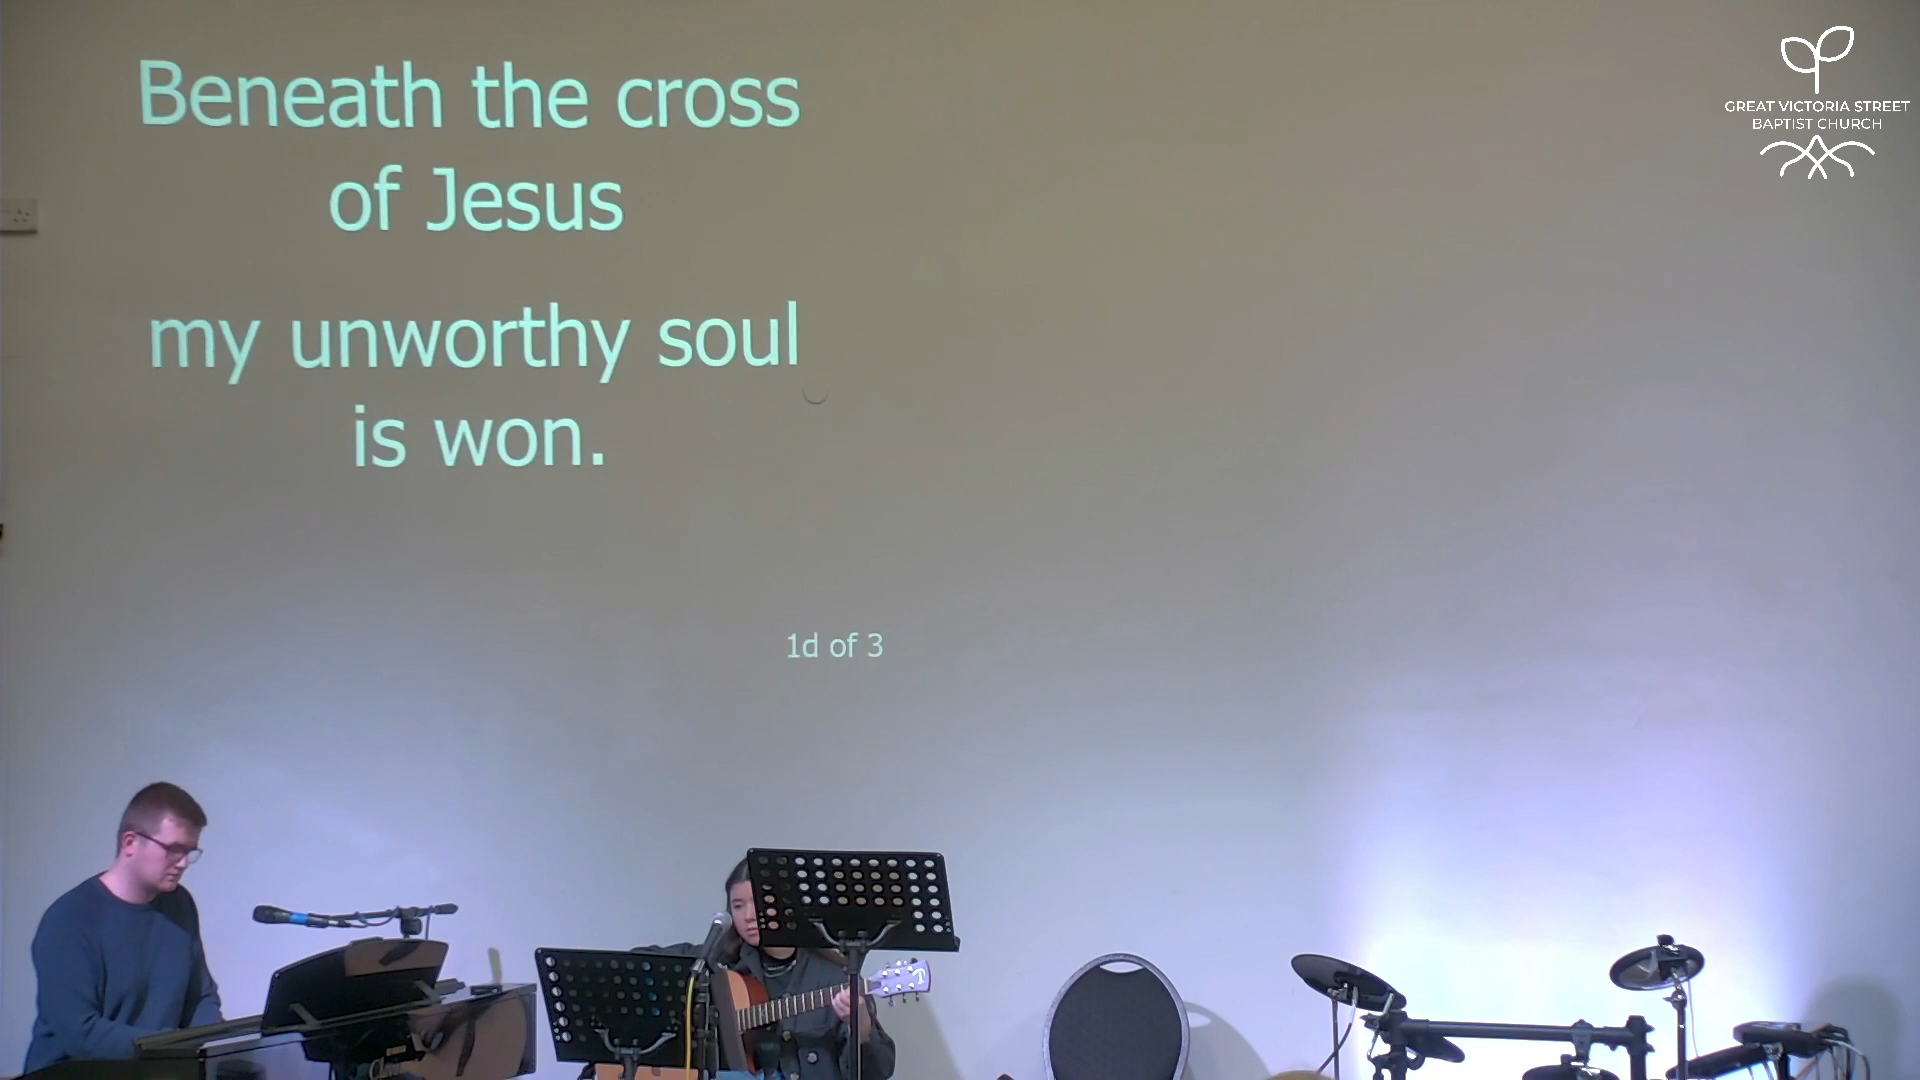 Beneath the cross
of Jesus
my unworthy soul
is won.
1d of 3
GREAT VICTORIA STREET
BAPTIST CHURCH